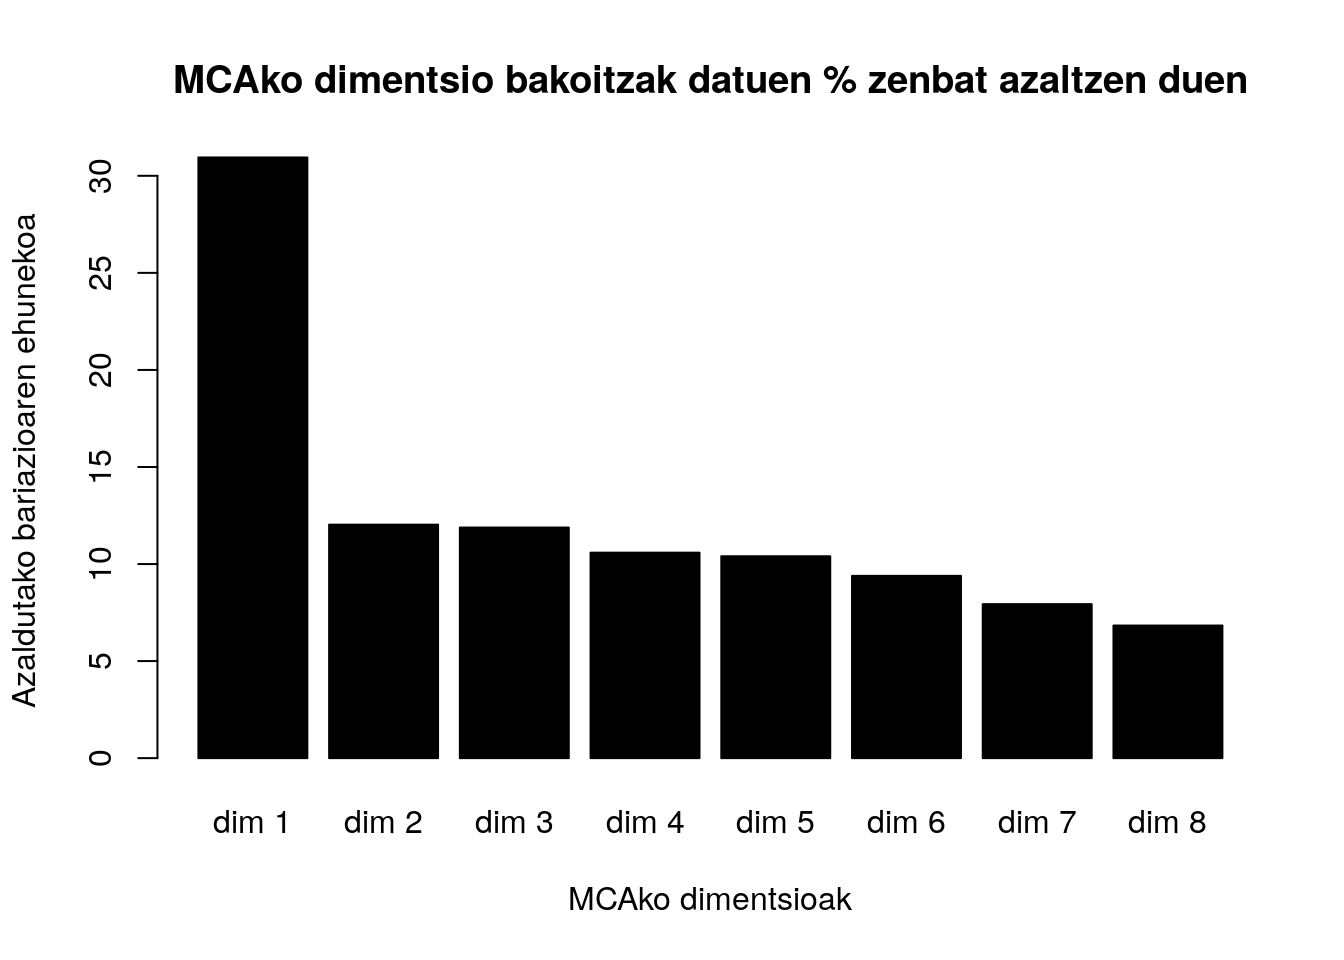 MCAko dimentsio bakoitzak datuen % zenbat azaltzen duen
Azaldutako bariazioaren ehunekoa
30
25
20
15
10
5
0
dim 1 dim 2 dim 3 dim 4 dim 5 dim 6 dim 7 dim 8
MCAko dimentsioak